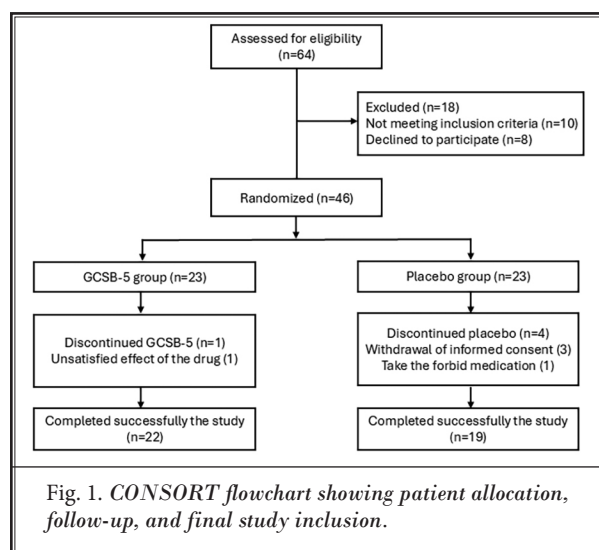 Assessed for eligibility
(n=64)
Excluded (n=18)
Not meeting inclusion criteria (n=10)
Declined to participate (n=8)
Randomized (n=46)
GCSB-5 group (n=23)
Placebo group (n=23)
Discontinued GCSB-5 (n=1)
Unsatisfied effect of the drug (1)
Discontinued placebo (n=4)
Withdrawal of informed consent (3)
Take the forbid medication (1)
Completed successfully the study
(n=22)
Completed successfully the study
(n=19)
Fig. 1. CONSORT flowchart showing patient allocation,
follow-up, and final study inclusion.